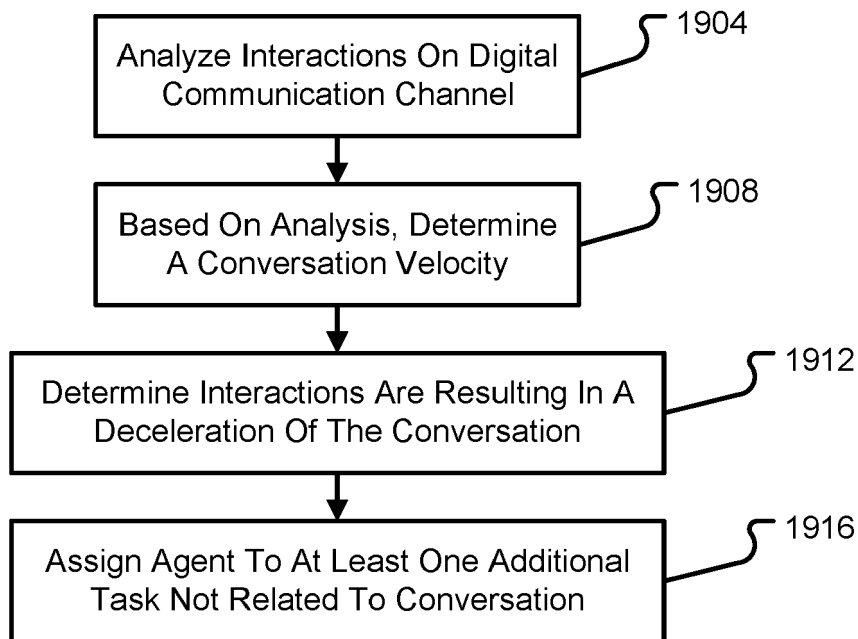 1904
Analyze Interactions On Digital
Communication Channel
1908
Based On Analysis, Determine
A Conversation Velocity
1912
Determine Interactions Are Resulting In A
Deceleration Of The Conversation
1916
Assign Agent To At Least One Additional
Task Not Related To Conversation